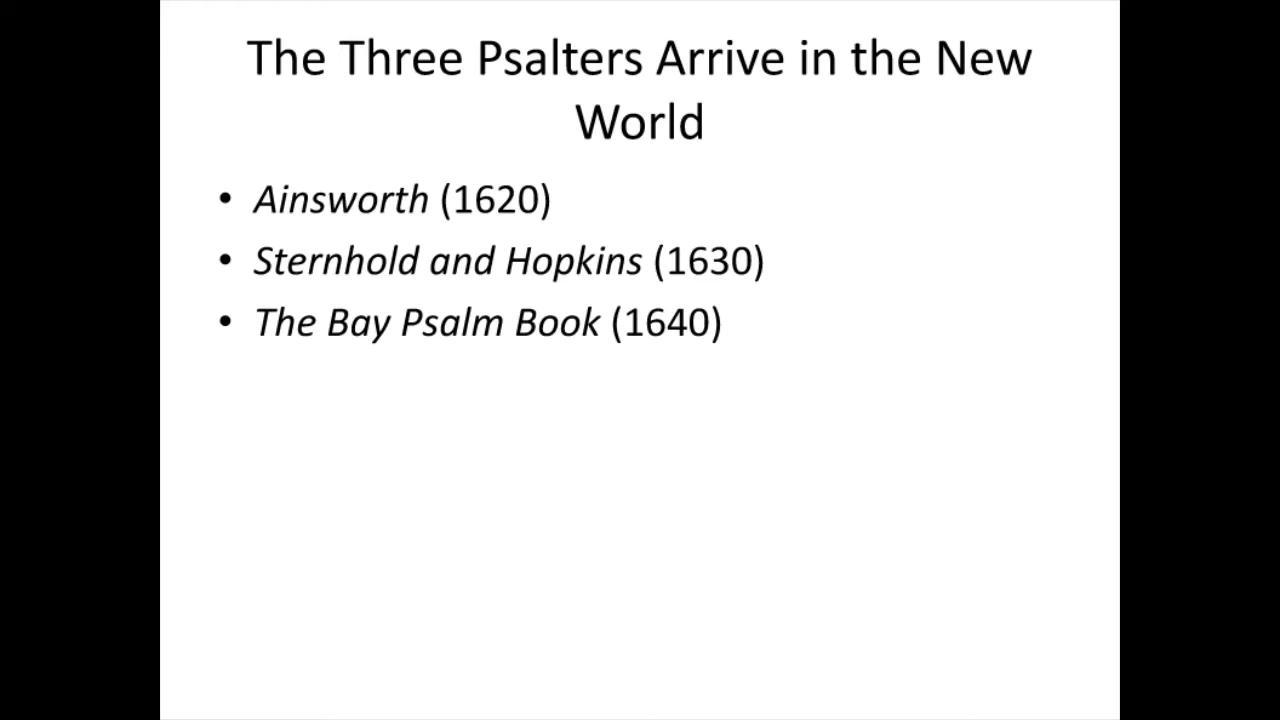 The Three Psalters Arrive in the New
World
• Ainsworth (1620)
• Sternhold and Hopkins (1630)
• The Bay Psalm Book (1640)